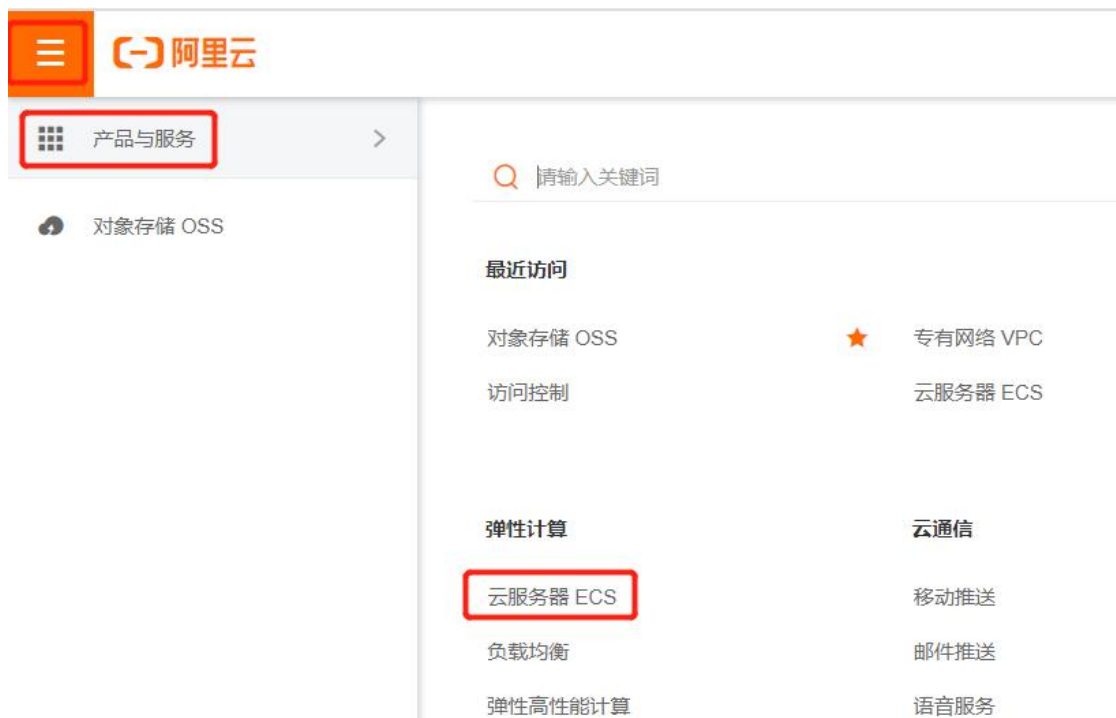 阿里云
产品与服务
对象存储 OSS
请输入关键词
最近访问
对象存储 OSS
专有网络 VPC
访问控制
云服务器 ECS
弹性计算
云通信
云服务器 ECS
移动推送
负载均衡
邮件推送
弹性高性能计算
语音服务